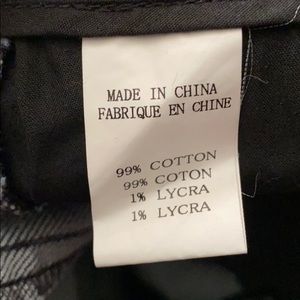 MADE IN CHINA
FABRIQUE EN CHINE
99% COTTON
99% COTON
1% LYCRA
1% LYCRA